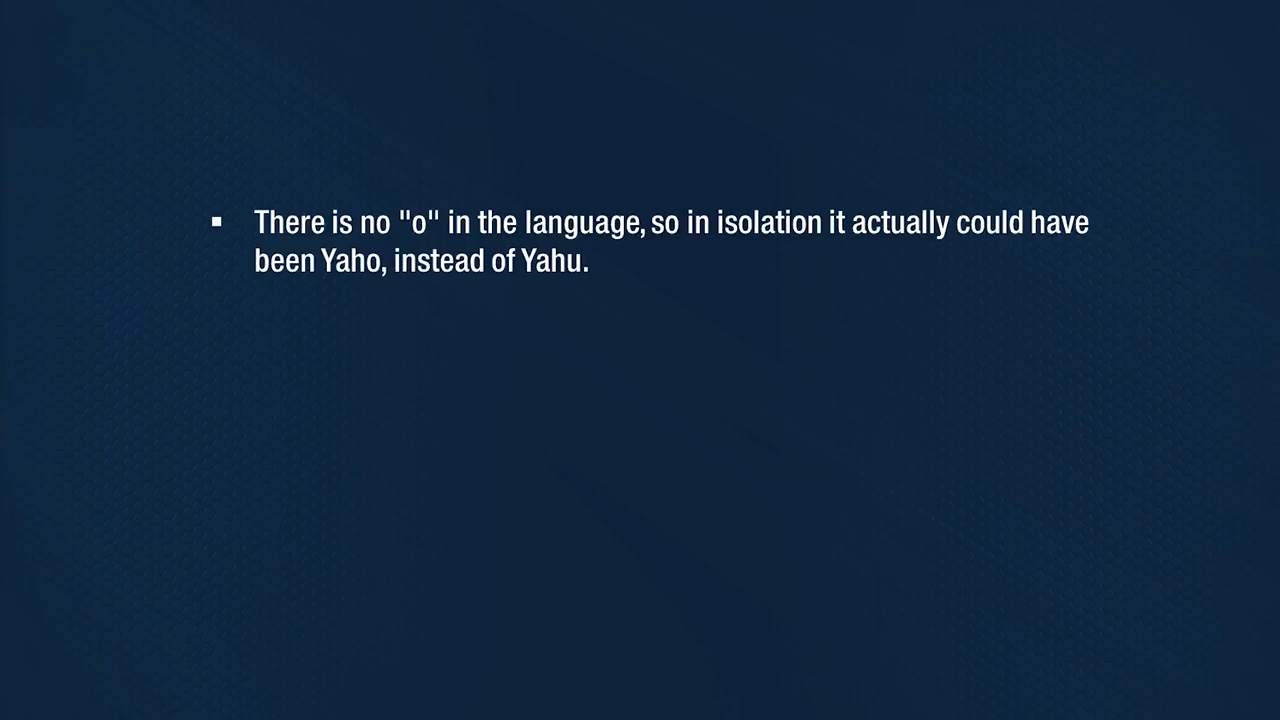 ▪ There is no "o" in the language, so in isolation it actually could have
been Yaho, instead of Yahu.